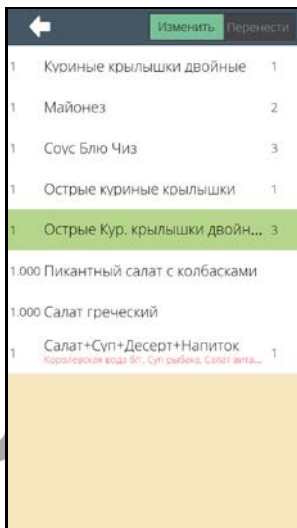 Изменить Перенести
1 Куриные крылышки двойные 1
1 Майонез 2
1 Соус Блю Чиз 3
1 Острые куриные крылышки 1
1 Острые Кур. крылышки двойн... 3
1.000 Пикантный салат с колбасками
1.000 Салат греческий
1 Салат+Суп+Десерт+Напиток 1
Королевская вода б/г, Суп рыбака, Салат вита...